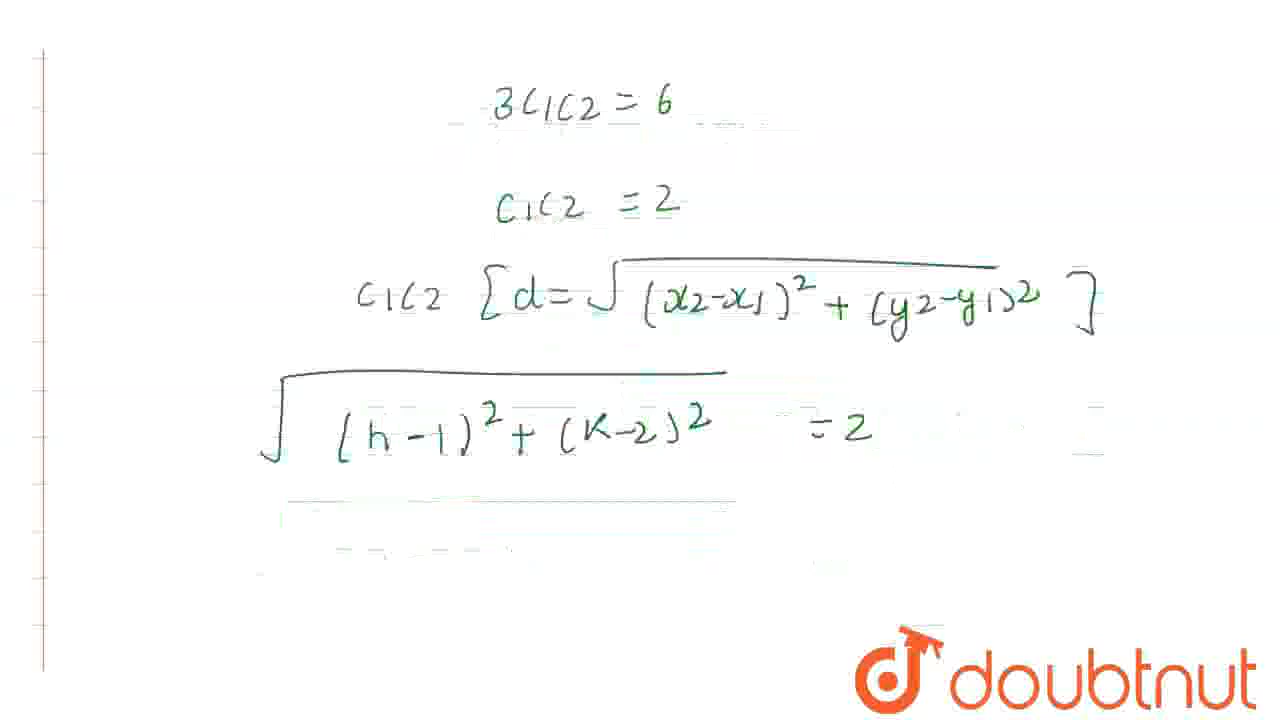 3C1C2 = 6
C1C2 = 2
C1C2 [d = √(x2-x1)² + (y2-y1)²]
√(h-1)² + (k-2)² = 2
doubtnut